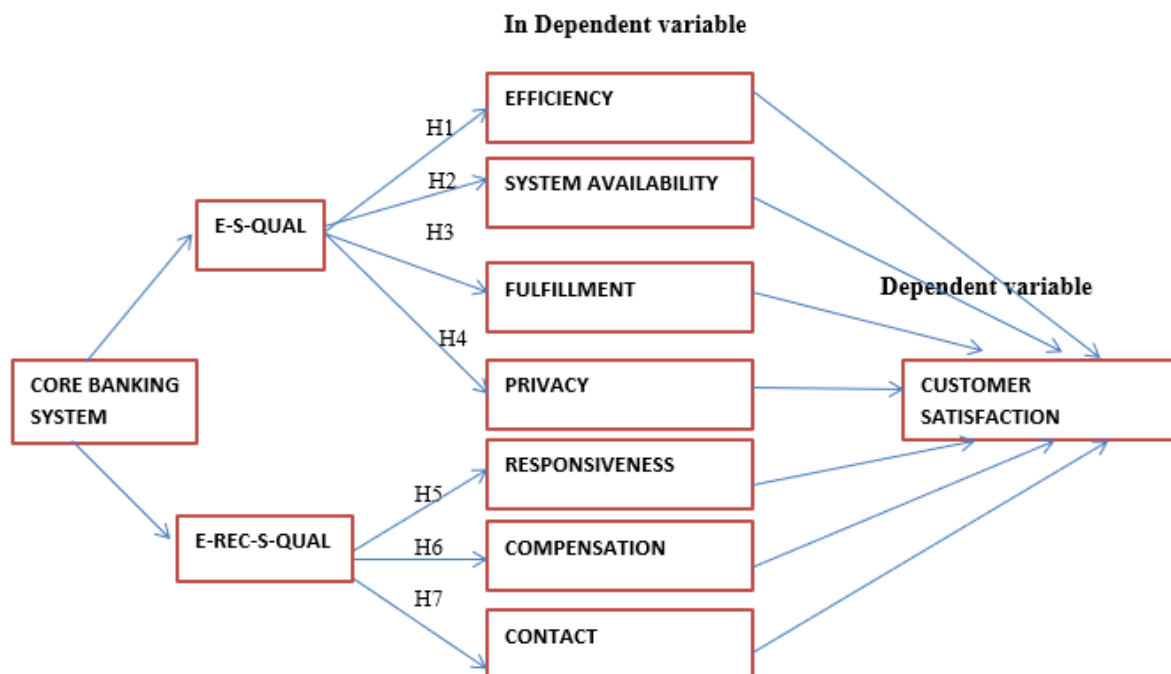 In Dependent variable
EFFICIENCY
H1
SYSTEM AVAILABILITY
H2
E-S-QUAL
H3
FULFILLMENT
Dependent variable
H4
CORE BANKING
SYSTEM
PRIVACY
CUSTOMER
SATISFACTION
RESPONSIVENESS
H5
E-REC-S-QUAL
H6
COMPENSATION
H7
CONTACT